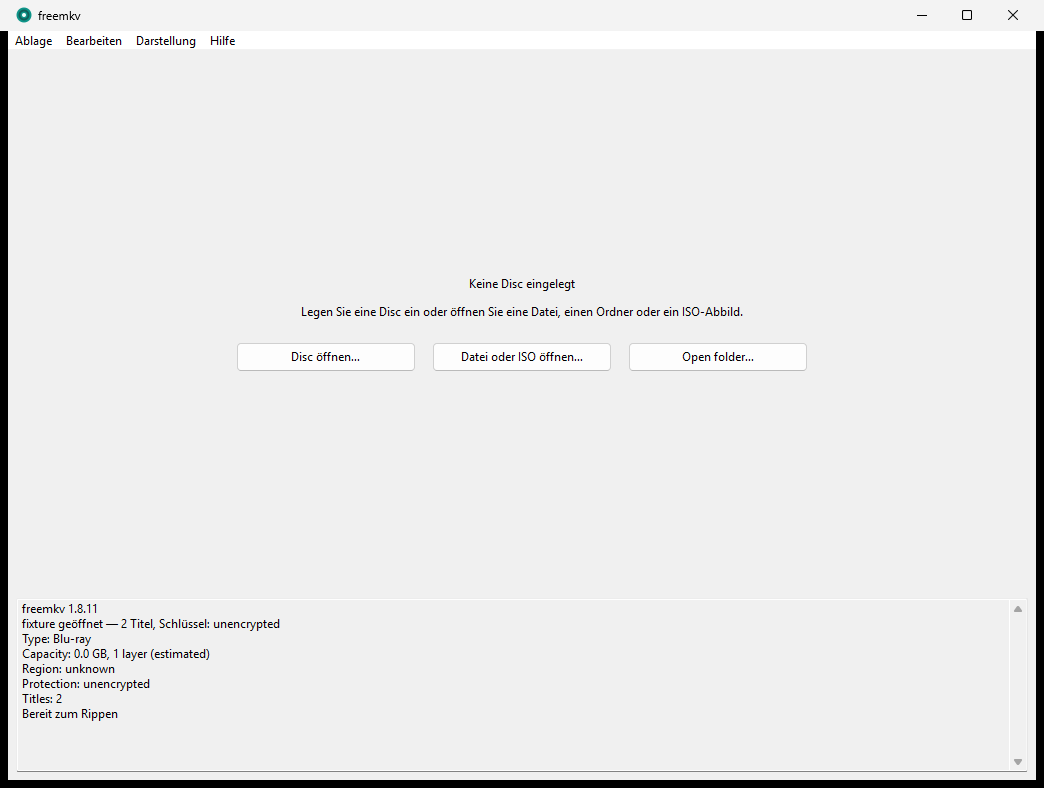 freemkv
Ablage Bearbeiten Darstellung Hilfe
Keine Disc eingelegt
Legen Sie eine Disc ein oder öffnen Sie eine Datei, einen Ordner oder ein ISO-Abbild.
Disc öffnen... Datei oder ISO öffnen... Open folder...
freemkv 1.8.11
fixture geöffnet — 2 Titel, Schlüssel: unencrypted
Type: Blu-ray
Capacity: 0.0 GB, 1 layer (estimated)
Region: unknown
Protection: unencrypted
Titles: 2
Bereit zum Rippen